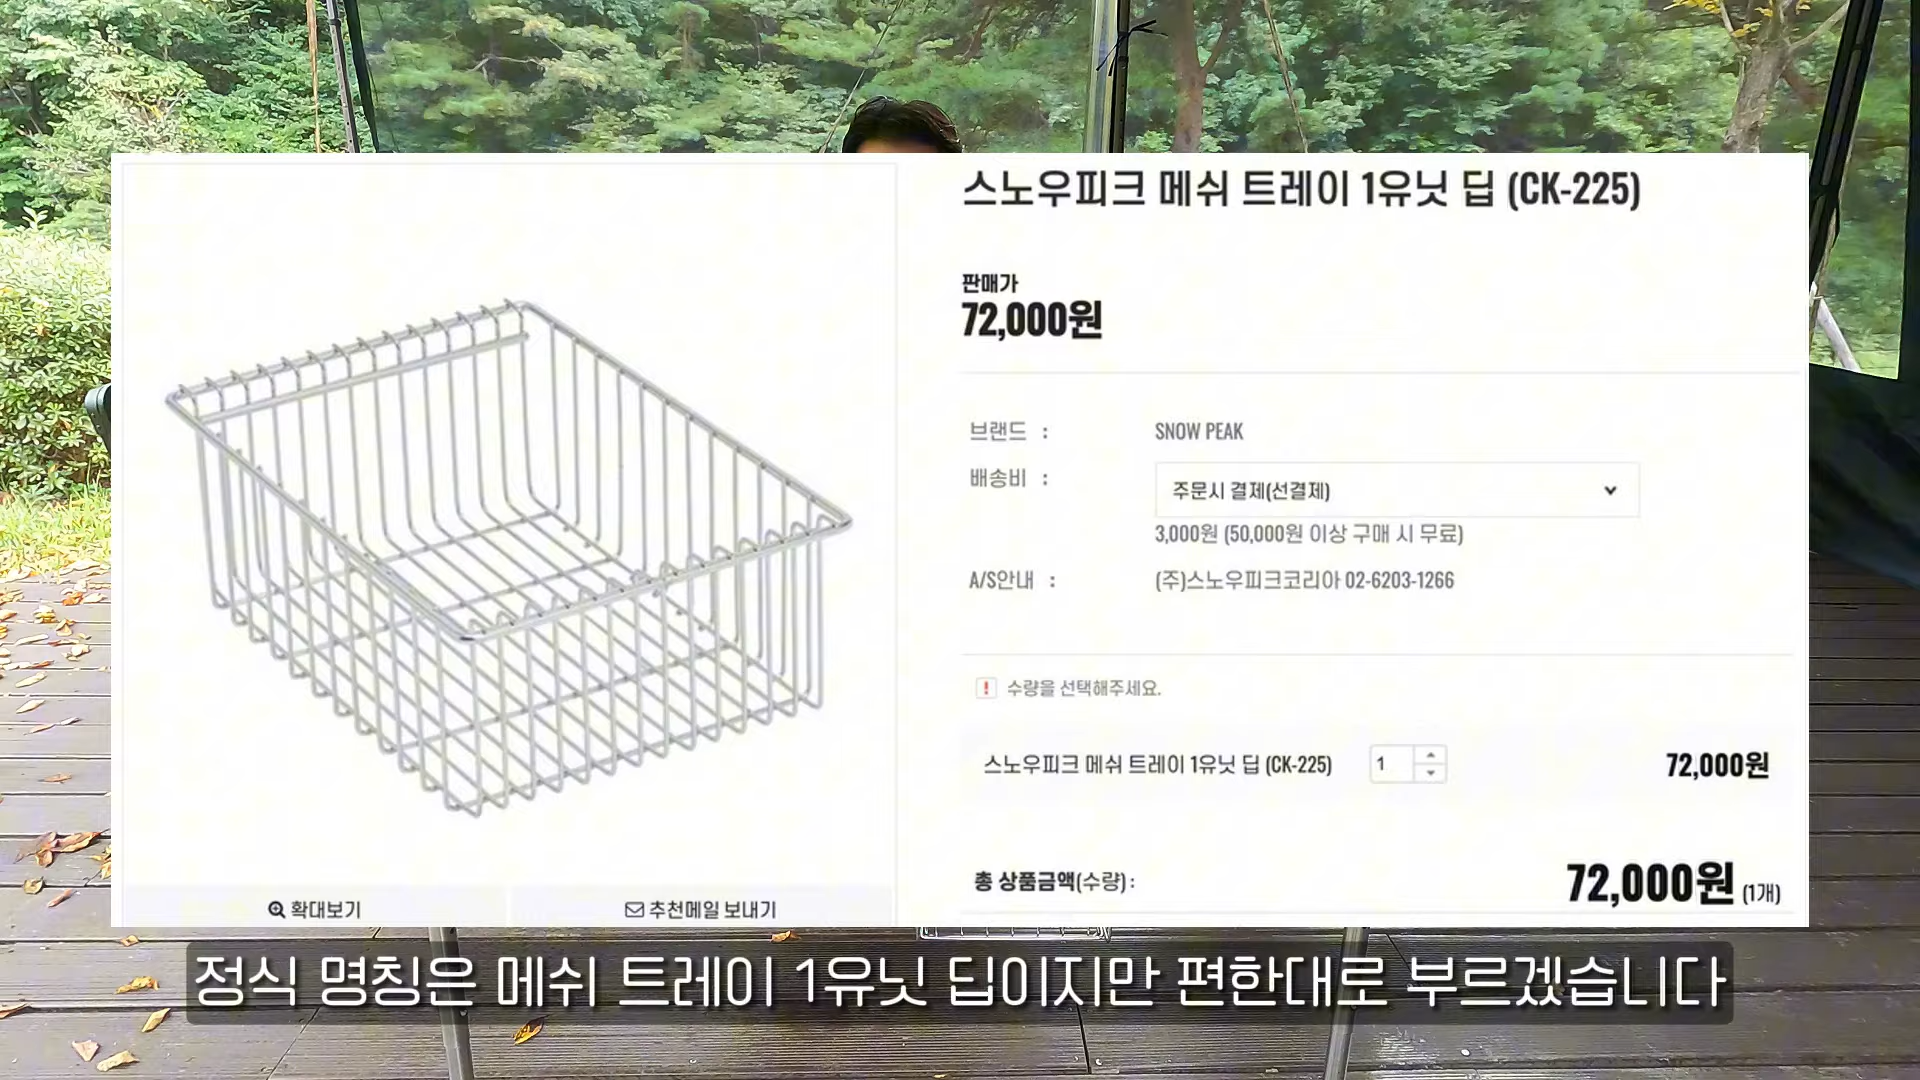 스노우피크 메쉬 트레이 1유닛 딥 (CK-225)
판매가
72,000원
브랜드 : SNOW PEAK
배송비 : 주문시 결제(선결제)
3,000원 (50,000원 이상 구매 시 무료)
A/S안내 : (주)스노우피크코리아 02-6203-1266
! 수량을 선택해주세요.
스노우피크 메쉬 트레이 1유닛 딥 (CK-225) 1 72,000원
총 상품금액(수량) : 72,000원 (1개)
확대보기 추천메일 보내기
정식 명칭은 메쉬 트레이 1유닛 딥이지만 편한대로 부르겠습니다